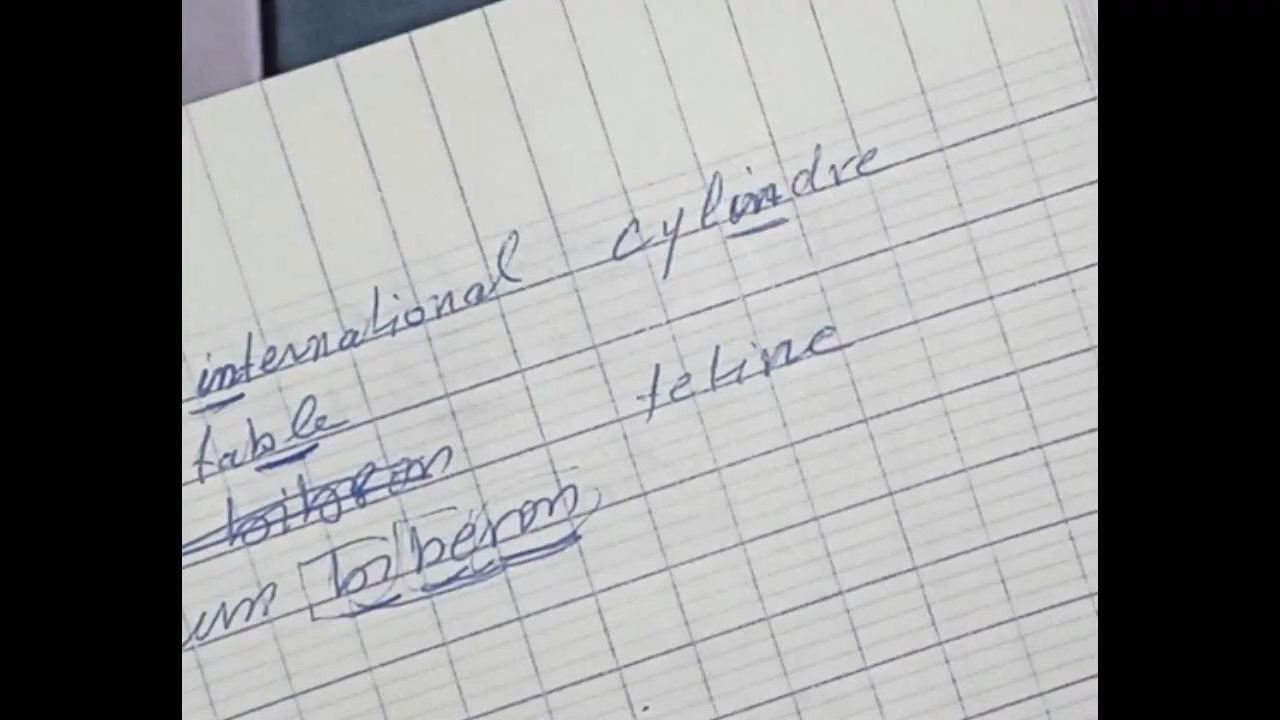 international cylindre
table tetine
un biberon